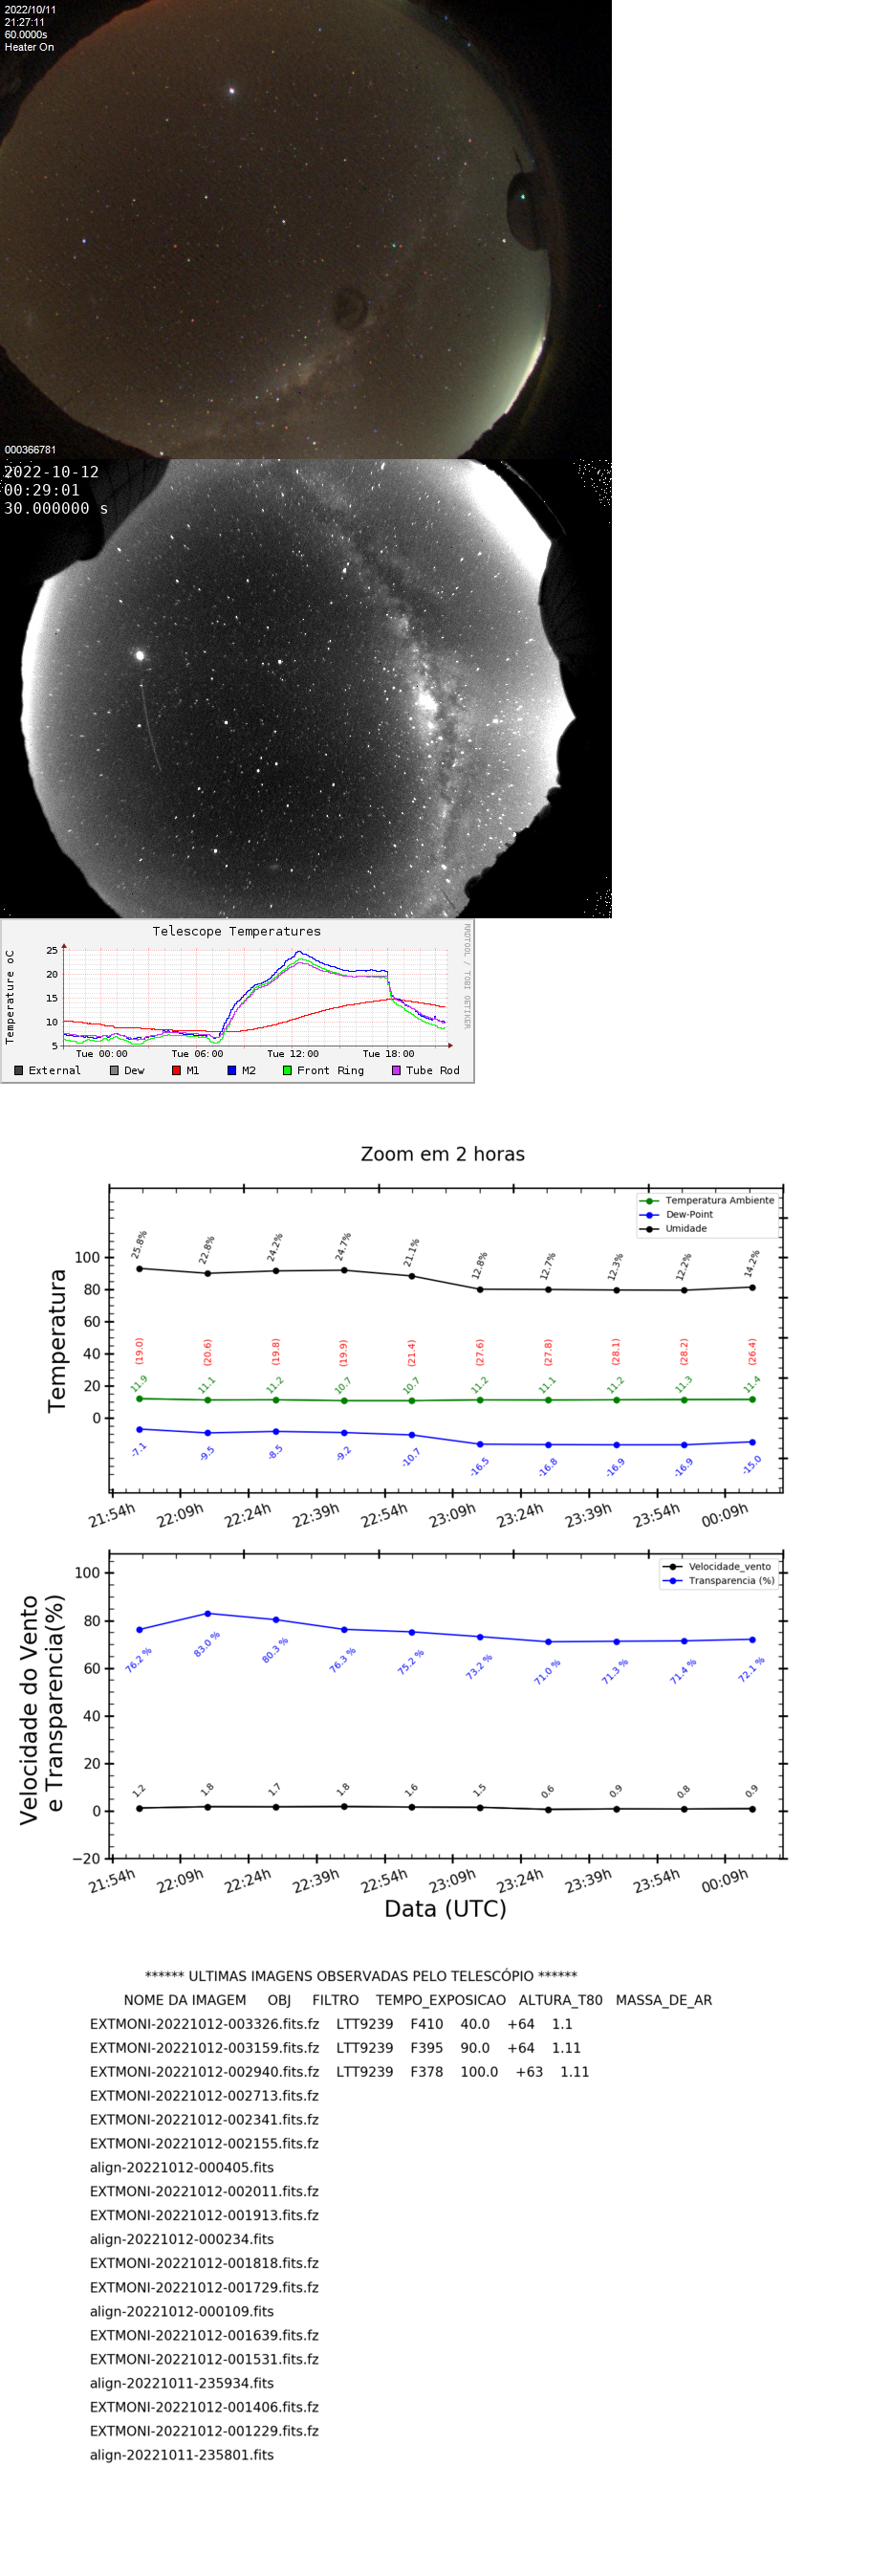 2022/10/11
21:27:11
60.0000s
Heater On
000366781
2022-10-12
00:29:01
30.000000 s
Telescope Temperatures
RRDTOOL / TOBI OETIKER
Temperature oC
25
20
15
10
5
Tue 00:00 Tue 06:00 Tue 12:00 Tue 18:00
External Dew M1 M2 Front Ring Tube Rod
Zoom em 2 horas
Temperatura Ambiente
Dew-Point
Umidade
Temperatura
100
80
60
40
20
0
25.8% 22.8% 24.2% 24.7% 21.1% 12.8% 12.7% 12.3% 12.2% 14.2%
(19.0) (20.6) (19.8) (19.9) (21.4) (27.6) (27.8) (28.1) (28.2) (26.4)
11.9 11.1 11.2 10.7 10.7 11.2 11.1 11.2 11.3 11.4
-7.1 -9.5 -8.5 -9.2 -10.7 -16.5 -16.8 -16.9 -16.9 -15.0
21:54h 22:09h 22:24h 22:39h 22:54h 23:09h 23:24h 23:39h 23:54h 00:09h
Velocidade_vento
Transparencia (%)
Velocidade do Vento
e Transparencia(%)
100
80
60
40
20
0
−20
76.2 % 83.0 % 80.3 % 76.3 % 75.2 % 73.2 % 71.0 % 71.3 % 71.4 % 72.1 %
1.2 1.8 1.7 1.8 1.6 1.5 0.6 0.9 0.8 0.9
21:54h 22:09h 22:24h 22:39h 22:54h 23:09h 23:24h 23:39h 23:54h 00:09h
Data (UTC)
****** ULTIMAS IMAGENS OBSERVADAS PELO TELESCÓPIO ******
NOME DA IMAGEM OBJ FILTRO TEMPO_EXPOSICAO ALTURA_T80 MASSA_DE_AR
EXTMONI-20221012-003326.fits.fz LTT9239 F410 40.0 +64 1.1
EXTMONI-20221012-003159.fits.fz LTT9239 F395 90.0 +64 1.11
EXTMONI-20221012-002940.fits.fz LTT9239 F378 100.0 +63 1.11
EXTMONI-20221012-002713.fits.fz
EXTMONI-20221012-002341.fits.fz
EXTMONI-20221012-002155.fits.fz
align-20221012-000405.fits
EXTMONI-20221012-002011.fits.fz
EXTMONI-20221012-001913.fits.fz
align-20221012-000234.fits
EXTMONI-20221012-001818.fits.fz
EXTMONI-20221012-001729.fits.fz
align-20221012-000109.fits
EXTMONI-20221012-001639.fits.fz
EXTMONI-20221012-001531.fits.fz
align-20221011-235934.fits
EXTMONI-20221012-001406.fits.fz
EXTMONI-20221012-001229.fits.fz
align-20221011-235801.fits